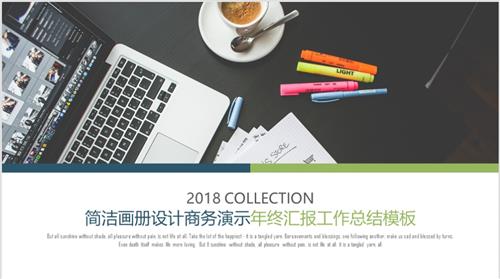 LIGHT
2018 COLLECTION
简洁画册设计商务演示年终汇报工作总结模板
But all sunshine without shade, all pleasure without pain, is not life at all. Take the lot of the happiest - it is a tangled yarn. Bereavements and blessings, one following another, make us sad and blessed by turns.
Even death itself makes life more loving. But ll sunshine without shade, all pleasure without pain, is not life at all. it is a tangled yarn. all